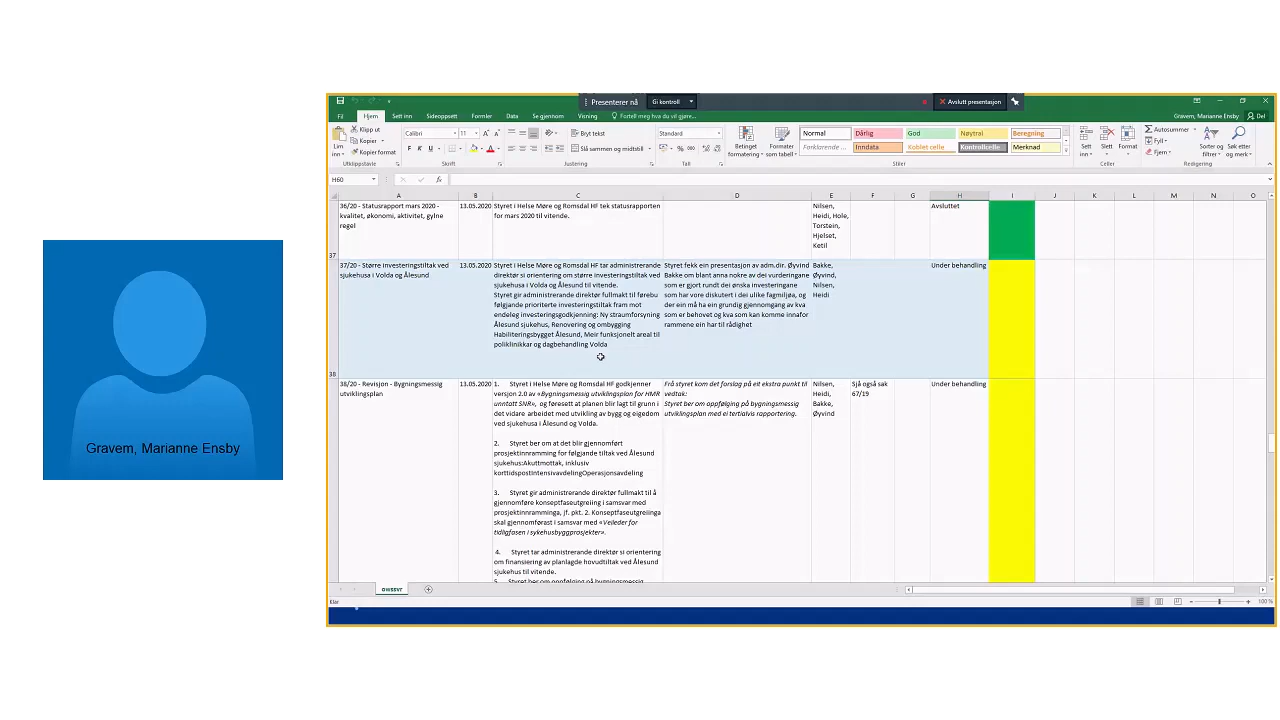 Gravem, Marianne Ensby
Presenterer nå
Gi kontroll
Avslutt presentasjon
Fil
Hjem
Sett inn
Sideoppsett
Formler
Data
Se gjennom
Visning
Fortell meg hva du vil gjøre...
Gravem, Marianne Ensby
Del
Lim inn
Klipp ut
Kopier
Kopier format
Utklippstavle
Calibri
11
F K U
Skrift
Bryt tekst
Slå sammen og midtstill
Justering
Standard
% 000
Tall
Betinget formatering
Formater som tabell
Normal
Dårlig
God
Nøytral
Beregning
Forklarende ...
Inndata
Koblet celle
Kontrollcelle
Merknad
Stiler
Sett inn
Slett
Format
Celler
Autosummer
Fyll
Fjern
Sorter og filtrer
Søk etter og merk
Redigering
H60
fx
A B C D E F G H I J K L M N O
36/20 - Statusrapport mars 2020 -
kvalitet, økonomi, aktivitet, gylne
regel
13.05.2020
Styret i Helse Møre og Romsdal HF tek statusrapporten
for mars 2020 til vitende.
Nilsen,
Heidi, Hole,
Torstein,
Hjelset,
Ketil
Avsluttet
37
37/20 - Større investeringstiltak ved
sjukehusa i Volda og Ålesund
13.05.2020
Styret i Helse Møre og Romsdal HF tar administrerande
direktør si orientering om større investeringstiltak ved
sjukehusa i Volda og Ålesund til vitende.
Styret gir administrerande direktør fullmakt til førebu
følgjande prioriterte investeringstiltak fram mot
endeleg investeringsgodkjenning: Ny straumforsyning
Ålesund sjukehus, Renovering og ombygging
Habiliteringsbygget Ålesund, Meir funksjonelt areal til
poliklinikkar og dagbehandling Volda
Styret fekk ein presentasjon av adm.dir. Øyvind
Bakke om blant anna nokre av dei vurderingane
som er gjort rundt dei ønska investeringane
som har vore diskutert i dei ulike fagmiljøa, og
der ein må ha ein grundig gjennomgang av kva
som er behovet og kva som kan komme innafor
rammene ein har til rådighet
Bakke,
Øyvind,
Nilsen,
Heidi
Under behandling
38
38/20 - Revisjon - Bygningsmessig
utviklingsplan
13.05.2020
1. Styret i Helse Møre og Romsdal HF godkjenner
versjon 2.0 av «Bygningsmessig utviklingsplan for HMR
unntatt SNR», og føresett at planen blir lagt til grunn i
det vidare arbeidet med utvikling av bygg og eigedom
ved sjukehusa i Ålesund og Volda.
2. Styret ber om at det blir gjennomført
prosjektinnramming for følgjande tiltak ved Ålesund
sjukehus:Akuttmottak, inklusiv
korttidspostIntensivavdelingOperasjonsavdeling
3. Styret gir administrerande direktør fullmakt til å
gjennomføre konseptfaseutgreiing i samsvar med
prosjektinnramminga, jf. pkt. 2. Konseptfaseutgreiinga
skal gjennomførast i samsvar med «Veileder for
tidligfasen i sykehusbyggprosjekter».
4. Styret tar administrerande direktør si orientering
om finansiering av planlagde hovudtiltak ved Ålesund
sjukehus til vitende.
5. Styret ber om oppfølging på bygningsmessig
Frå styret kom det forslag på eit ekstra punkt til
vedtak:
Styret ber om oppfølging på bygningsmessig
utviklingsplan med ei tertialvis rapportering.
Nilsen,
Heidi,
Bakke,
Øyvind
Sjå også sak
67/19
Under behandling
owssvr
Klar
100 %